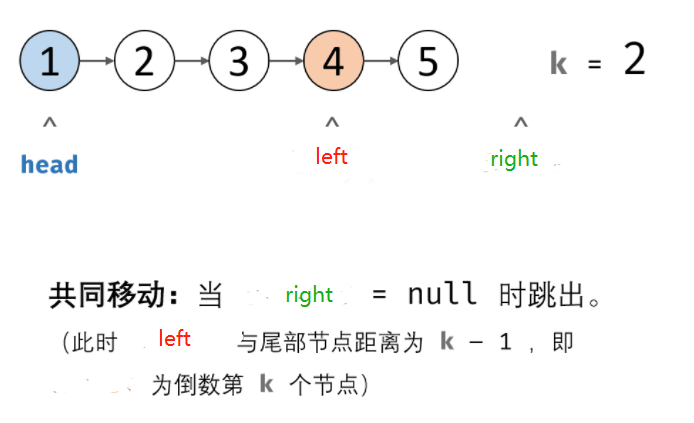 1 2 3 4 5 k = 2
^ ^ ^
head left right
共同移动：当 right = null 时跳出。
（此时 left 与尾部节点距离为 k - 1 ，即
为倒数第 k 个节点）